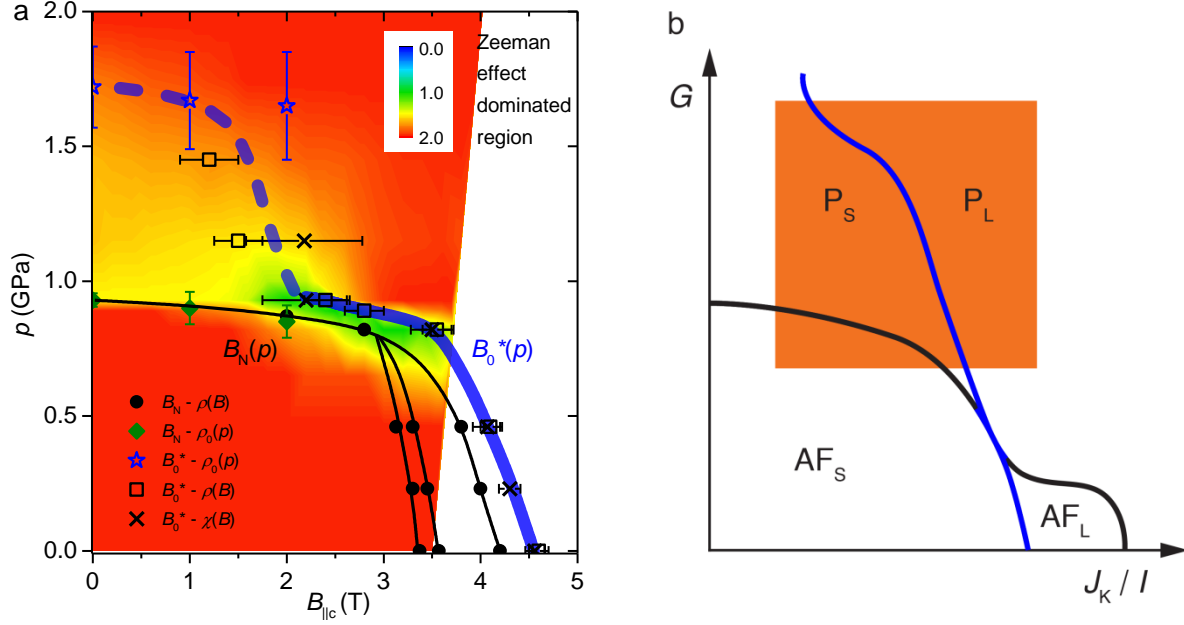 a
2.0
1.5
1.0
0.5
0.0
p (GPa)
0 1 2 3 4 5
B||c (T)
0.0
1.0
2.0
Zeeman
effect
dominated
region
BN(p)
B0*(p)
BN - ρ(B)
BN - ρ0(p)
B0* - ρ0(p)
B0* - ρ(B)
B0* - χ(B)
b
G
PS PL
AFS
AFL
JK / I